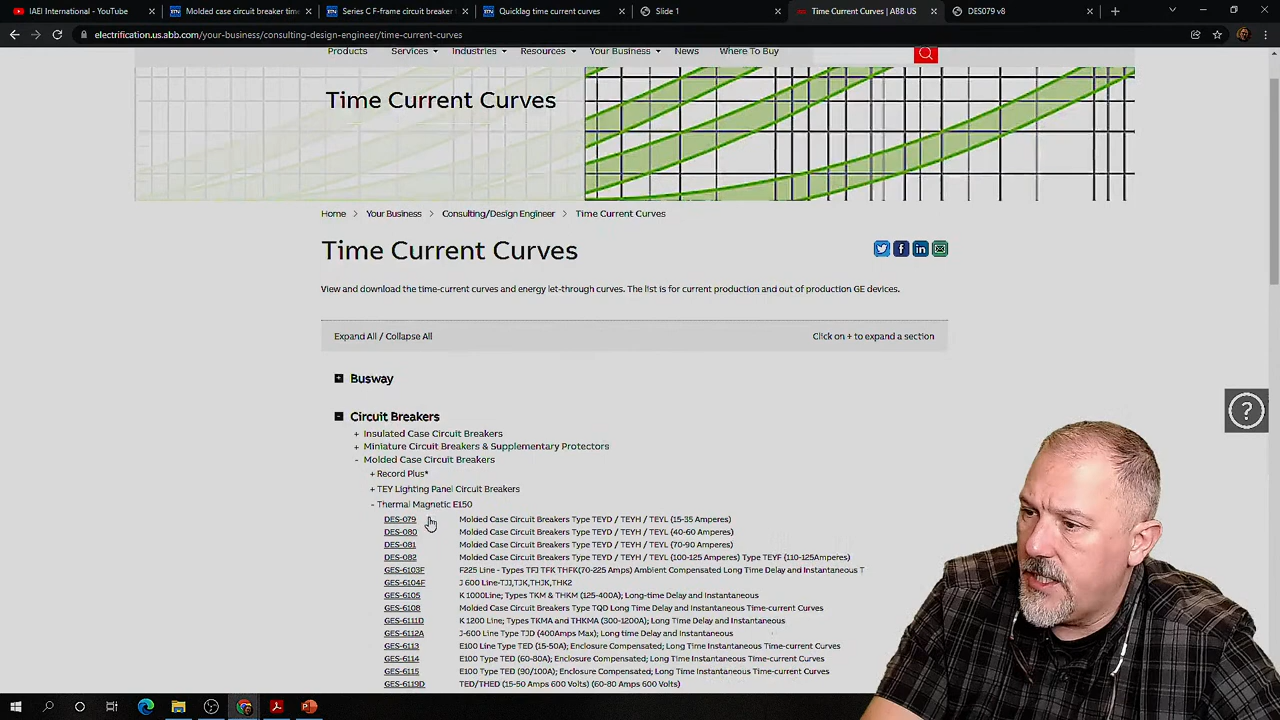 IAEI International - YouTube
Molded case circuit breaker time
Series C F-frame circuit breaker
Quicklag time current curves
Slide 1
Time Current Curves | ABB US
DES079 v8
electrification.us.abb.com/your-business/consulting-design-engineer/time-current-curves
Products Services Industries Resources Your Business News Where To Buy
Time Current Curves
Home > Your Business > Consulting/Design Engineer > Time Current Curves
Time Current Curves
View and download the time-current curves and energy let-through curves. The list is for current production and out of production GE devices.
Expand All / Collapse All Click on + to expand a section
+ Busway
- Circuit Breakers
+ Insulated Case Circuit Breakers
+ Miniature Circuit Breakers & Supplementary Protectors
- Molded Case Circuit Breakers
+ Record Plus*
+ TEY Lighting Panel Circuit Breakers
- Thermal Magnetic E150
DES-079 Molded Case Circuit Breakers Type TEYD / TEYH / TEYL (15-35 Amperes)
DES-080 Molded Case Circuit Breakers Type TEYD / TEYH / TEYL (40-60 Amperes)
DES-081 Molded Case Circuit Breakers Type TEYD / TEYH / TEYL (70-90 Amperes)
DES-082 Molded Case Circuit Breakers Type TEYD / TEYH / TEYL (100-125 Amperes) Type TEYF (110-125Amperes)
GES-6103F F225 Line - Types TFJ TFK THFK(70-225 Amps) Ambient Compensated Long Time Delay and Instantaneous T
GES-6104F J 600 Line-TJJ,TJK,THJK,THK2
GES-6105 K 1000Line; Types TKM & THKM (125-400A); Long-time Delay and Instantaneous
GES-6108 Molded Case Circuit Breakers Type TQD Long Time Delay and Instantaneous Time-current Curves
GES-6111D K 1200 Line; Types TKMA and THKMA (300-1200A); Long Time Delay and Instantaneous
GES-6112A J-600 Line Type TJD (400Amps Max); Long time Delay and Instantaneous
GES-6113 E100 Line Type TED (15-50A); Enclosure Compensated; Long Time Instantaneous Time-current Curves
GES-6114 E100 Type TED (60-80A); Enclosure Compensated; Long Time Instantaneous Time-current Curves
GES-6115 E100 Type TED (90/100A); Enclosure Compensated; Long Time Instantaneous Time-current Curves
GES-6119D TED/THED (15-50 Amps 600 Volts) (60-80 Amps 600 Volts)